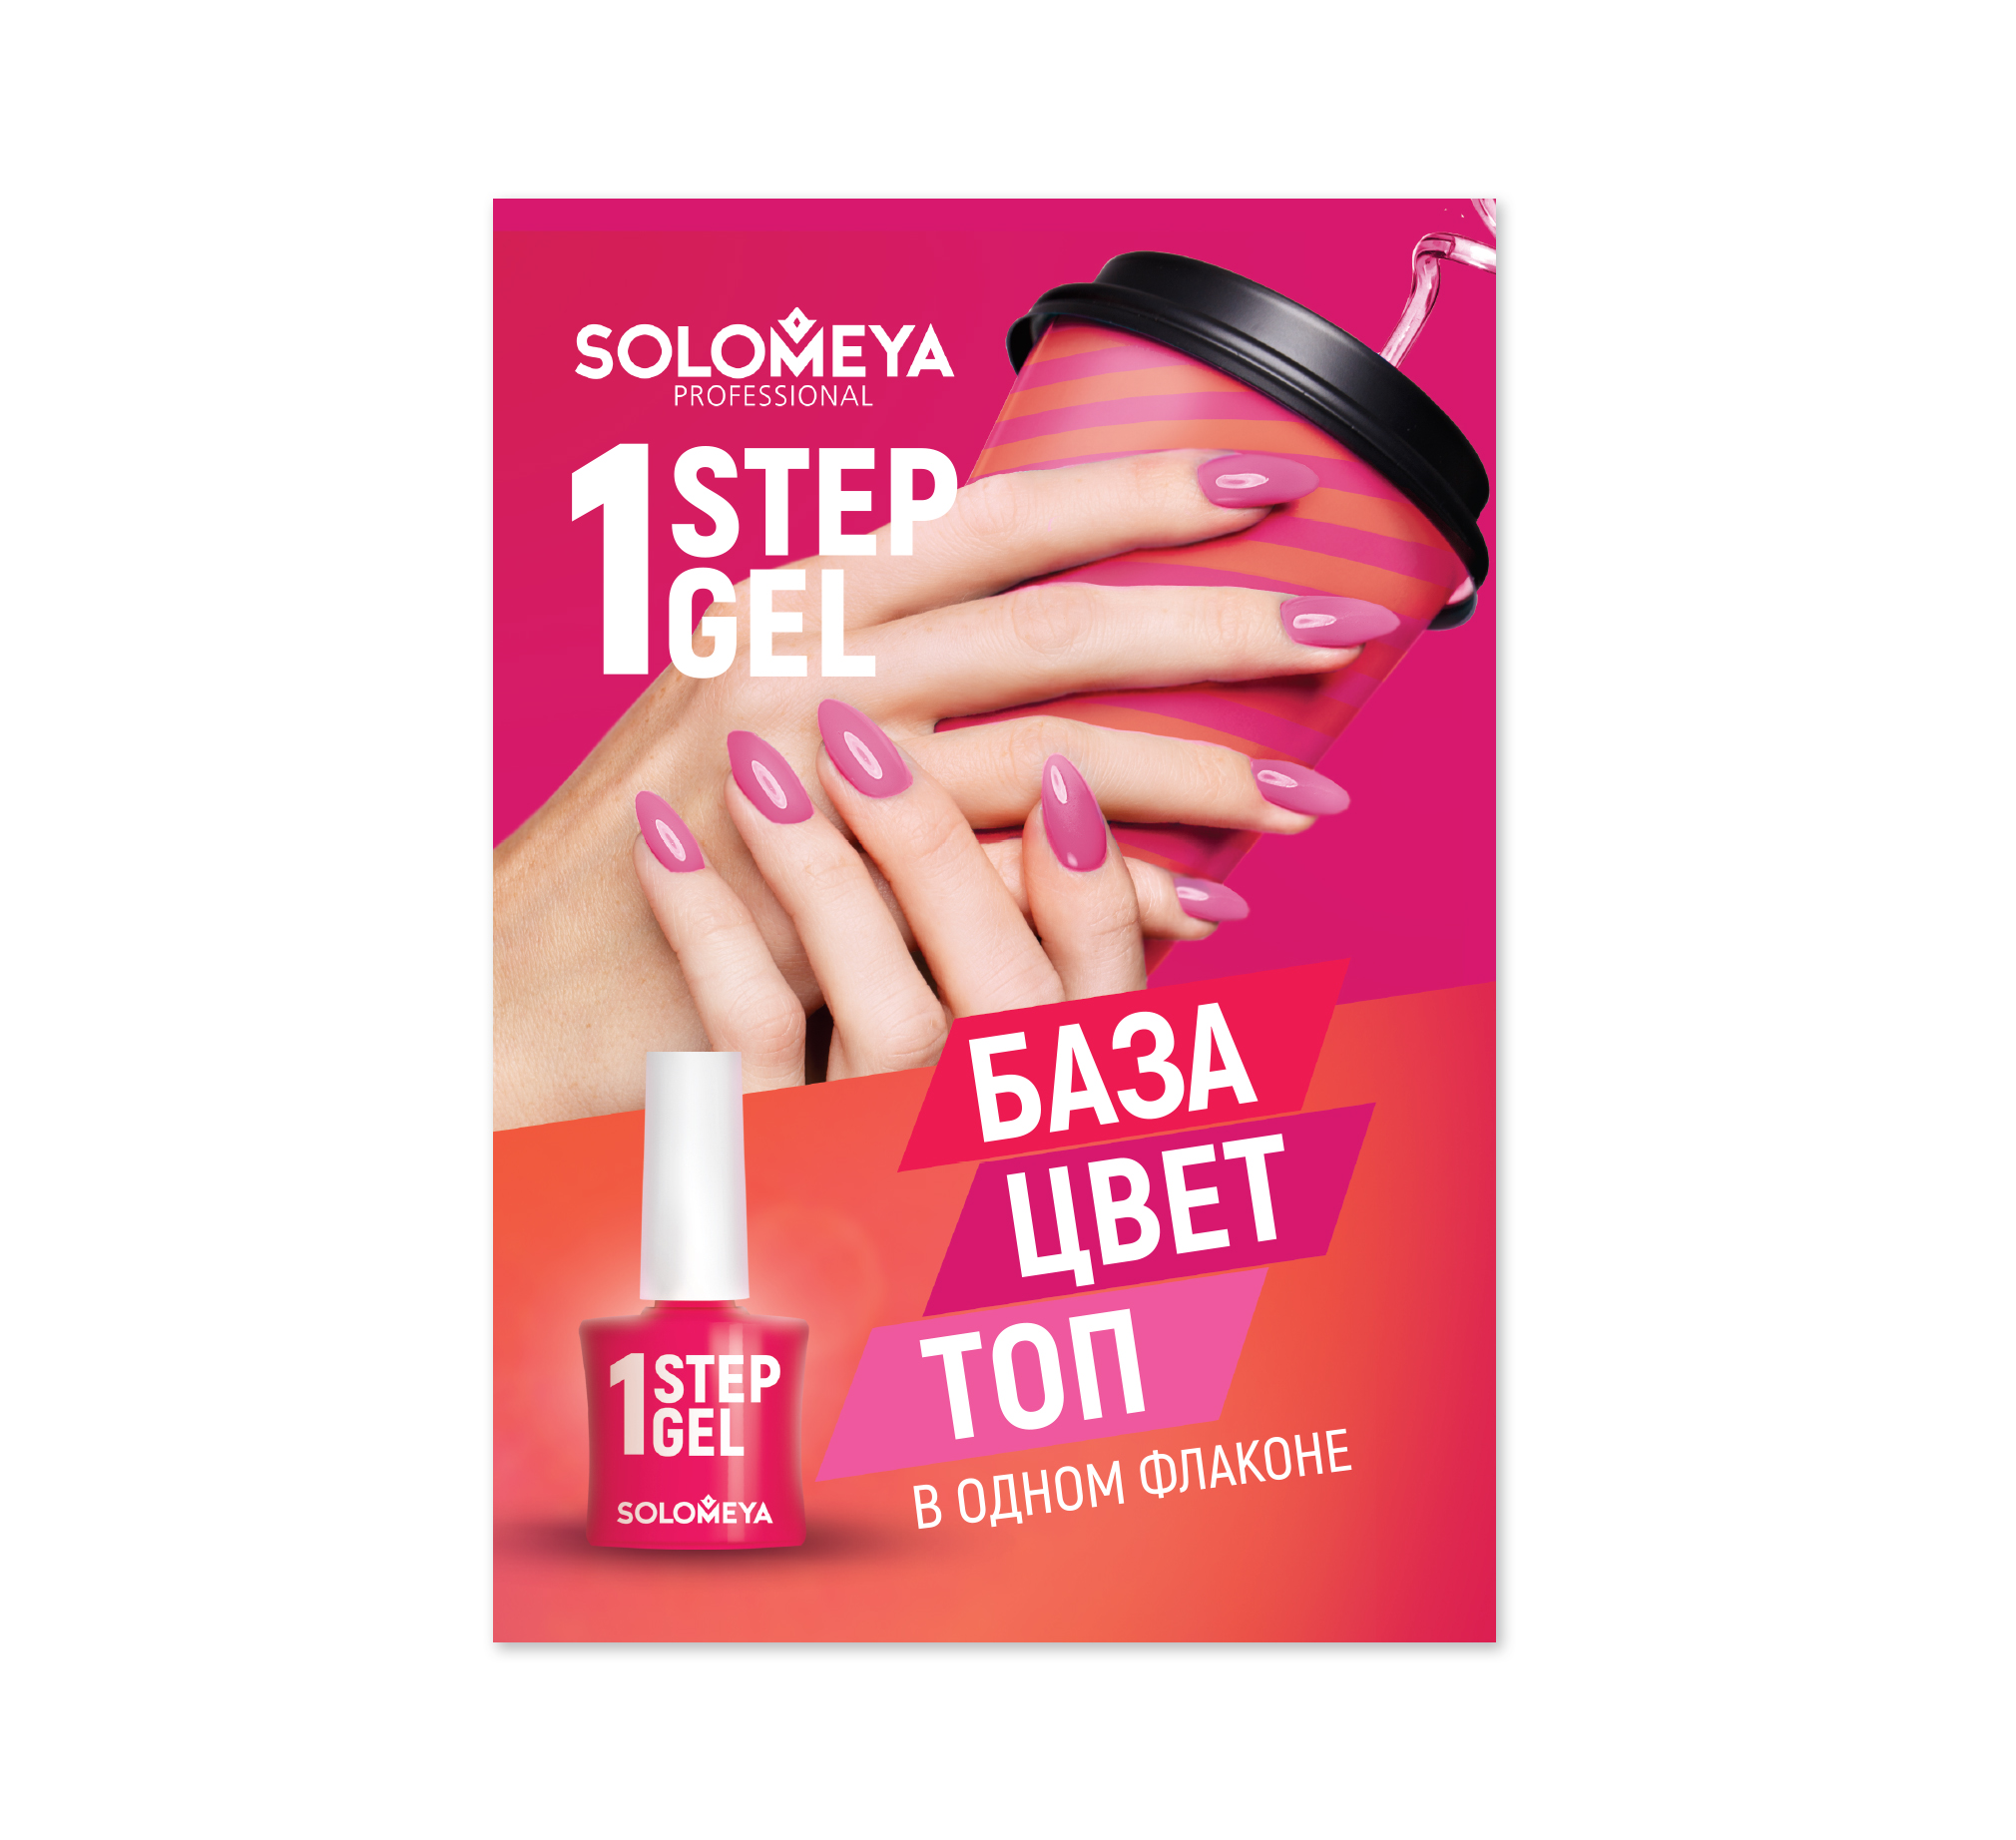 SOLOMEYA
PROFESSIONAL
1 STEP
GEL
БАЗА
ЦВЕТ
ТОП
В ОДНОМ ФЛАКОНЕ
1 STEP
GEL
SOLOMEYA